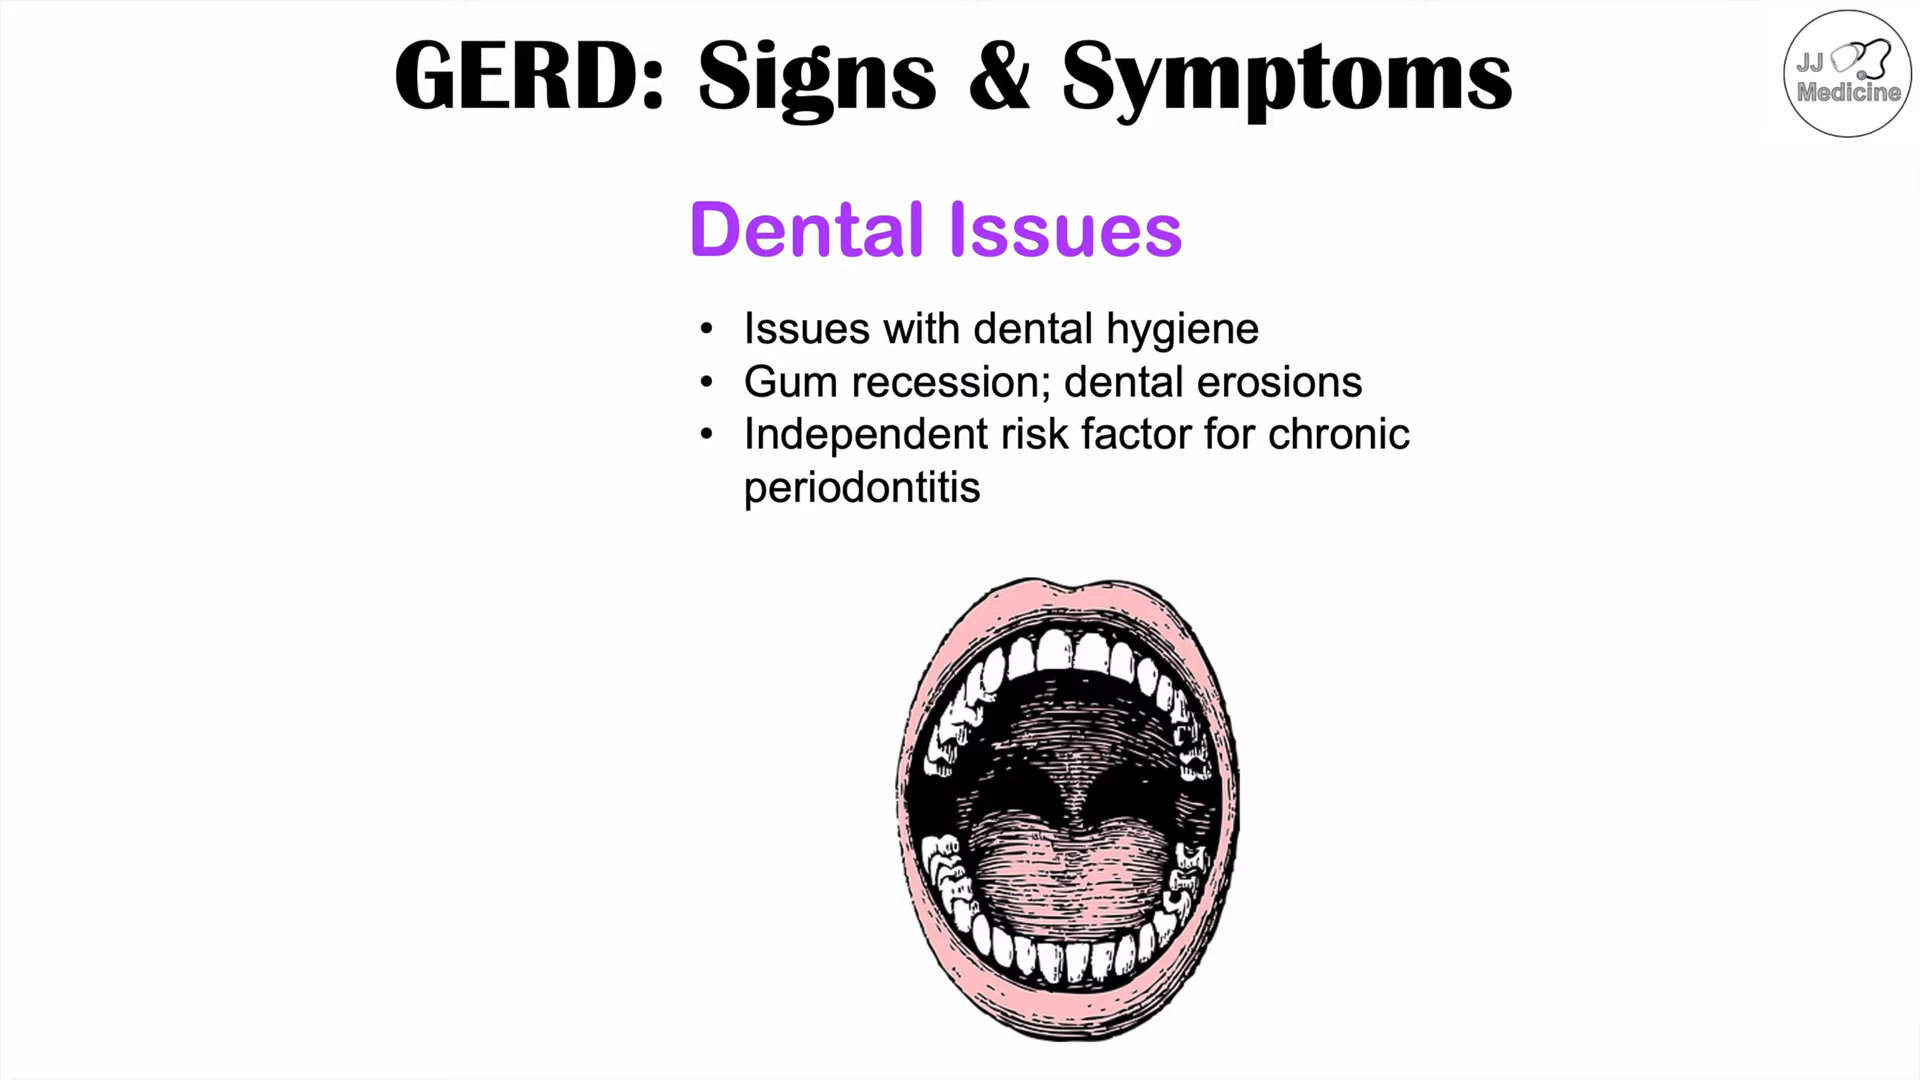 GERD: Signs & Symptoms
JJ
Medicine
Dental Issues
• Issues with dental hygiene
• Gum recession; dental erosions
• Independent risk factor for chronic
periodontitis